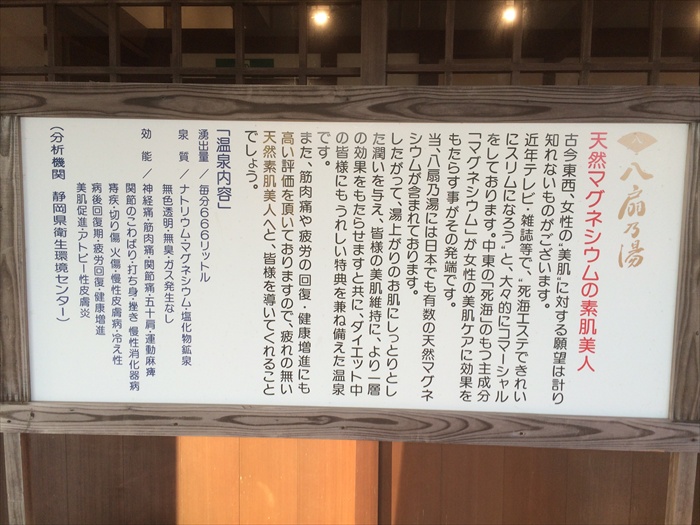 八扇乃湯
天然マグネシウムの素肌美人
古今東西、女性の“美肌”に対する願望は計り
知れないものがございます。
近年テレビ・雑誌等で、“死海エステできれい
にスリムになろう”と、大々的にコマーシャル
をしております。中東の「死海」のもつ主成分
「マグネシウム」が女性の美肌ケアに効果を
もたらす事がその発端です。
当、八扇乃湯には日本でも有数の天然マグネ
シウムが含まれております。
したがって、湯上がりのお肌にしっとりとし
た潤いを与え、皆様の美肌維持に、より一層
の効果をもたらせますと共に、ダイエット中
の皆様にも うれしい特典を兼ね備えた温泉
です。
また、筋肉痛や疲労の回復・健康増進にも
高い評価を頂いておりますので、疲れの無い
天然素肌美人へと、皆様を導いてくれること
でしょう。
「温泉内容」
湧出量／毎分666リットル
泉質／ナトリウム・マグネシウム・塩化物鉱泉
無色透明・無臭・ガス発生なし
効能／神経痛・筋肉痛・関節痛・五十肩・運動麻痺
関節のこわばり・打ち身・挫き 慢性消化器病
痔疾・切り傷 火傷・慢性皮膚病・冷え性
病後回復期・疲労回復・健康増進
美肌促進・アトピー性皮膚炎
（分析機関 静岡県衛生環境センター）